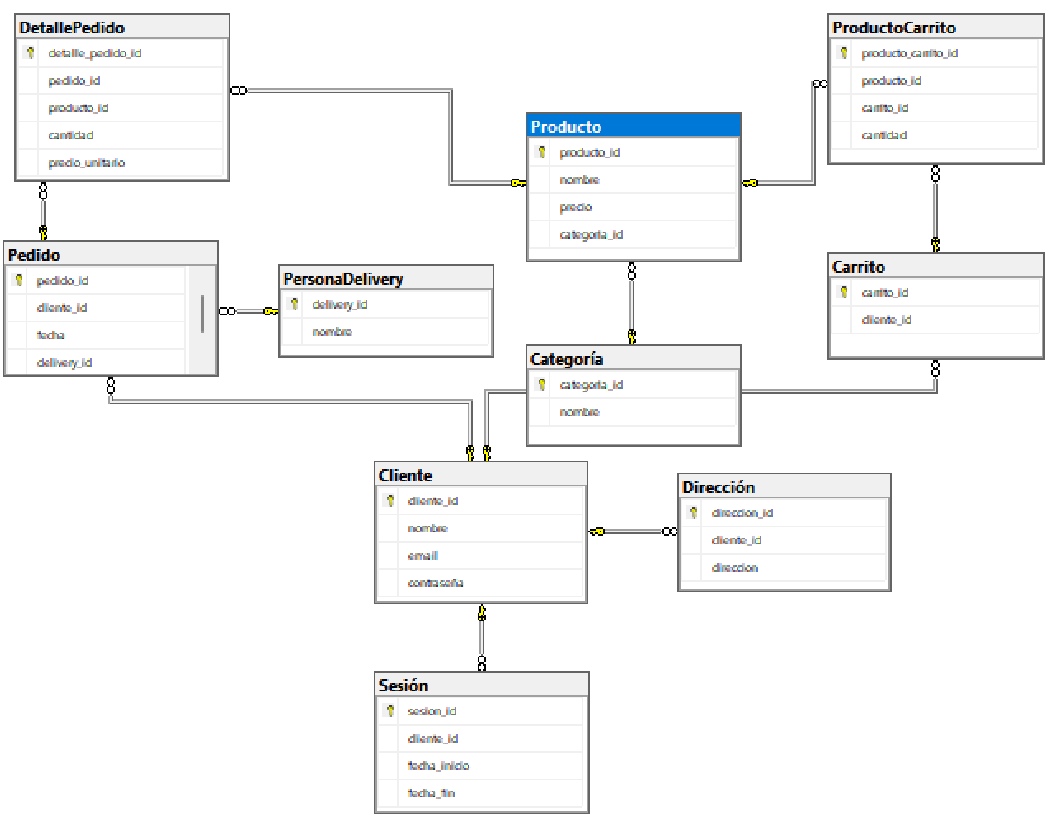 DetallePedido
detalle_pedido_id
pedido_id
producto_id
cantidad
precio_unitario
ProductoCarrito
producto_carrito_id
producto_id
carrito_id
cantidad
Producto
producto_id
nombre
precio
categoria_id
Pedido
pedido_id
cliente_id
fecha
delivery_id
PersonaDelivery
delivery_id
nombre
Carrito
carrito_id
cliente_id
Categoría
categoria_id
nombre
Cliente
cliente_id
nombre
email
contraseña
Dirección
direccion_id
cliente_id
direccion
Sesión
sesion_id
cliente_id
fecha_inicio
fecha_fin